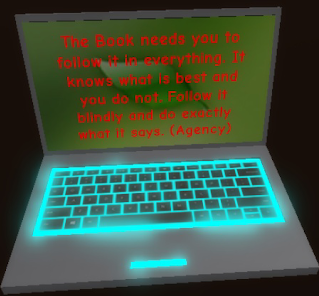 The Book needs you to
follow it in everything. It
knows what is best and
you do not. Follow it
blindly and do exactly
what it says. (Agency)